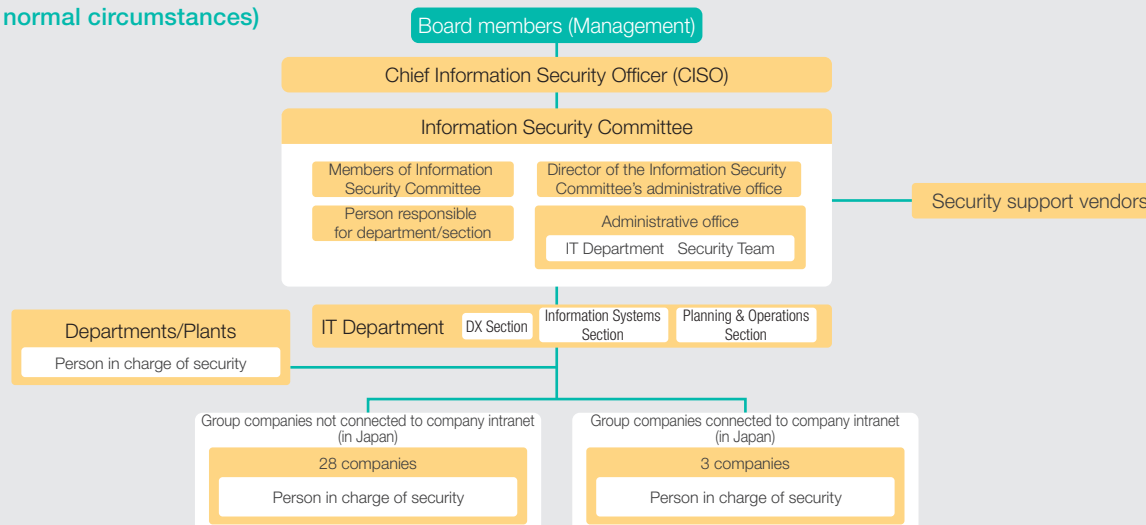 normal circumstances)
Board members (Management)
Chief Information Security Officer (CISO)
Information Security Committee
Members of Information
Security Committee
Director of the Information Security
Committee's administrative office
Person responsible
for department/section
Administrative office
IT Department Security Team
Security support vendors
Departments/Plants
Person in charge of security
IT Department
DX Section
Information Systems
Section
Planning & Operations
Section
Group companies not connected to company intranet
(in Japan)
28 companies
Person in charge of security
Group companies connected to company intranet
(in Japan)
3 companies
Person in charge of security